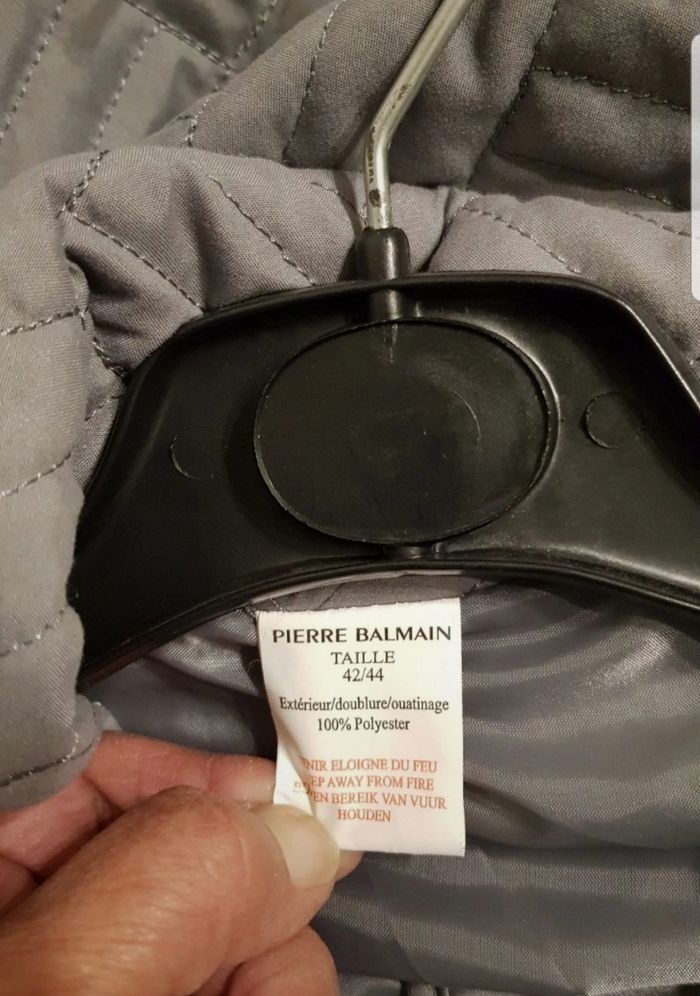 PIERRE BALMAIN
TAILLE
42/44
Extérieur/doublure/ouatinage
100% Polyester
ELOIGNE DU FEU
AWAY FROM FIRE
BEREIK VAN VUUR
HOUDEN